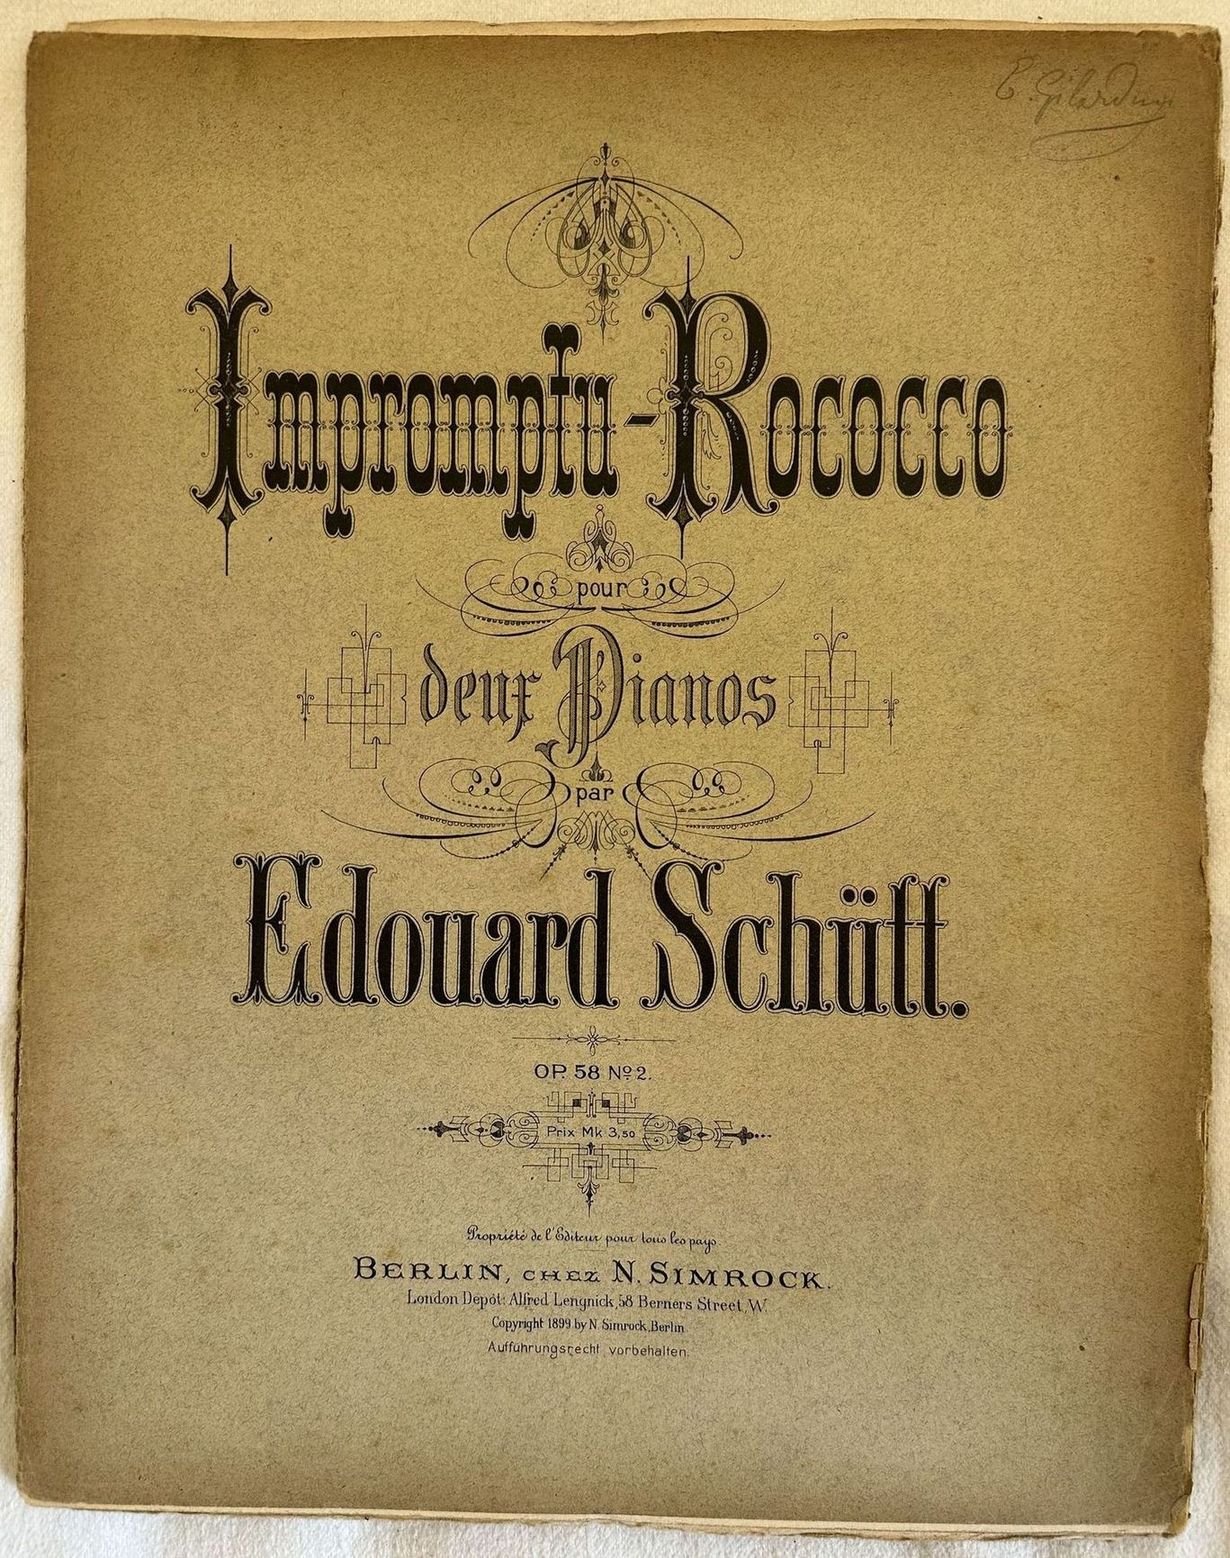 Impromptu-Rococco
pour
deux Pianos
par
Edouard Schütt.
OP. 58 No 2.
Prix Mk 3,50
Propriété de l'Editeur pour tous les pays.
BERLIN, CHEZ N. SIMROCK.
London Depôt: Alfred Lengnick, 58 Berners Street, W.
Copyright 1899 by N. Simrock, Berlin
Aufführungsrecht vorbehalten.